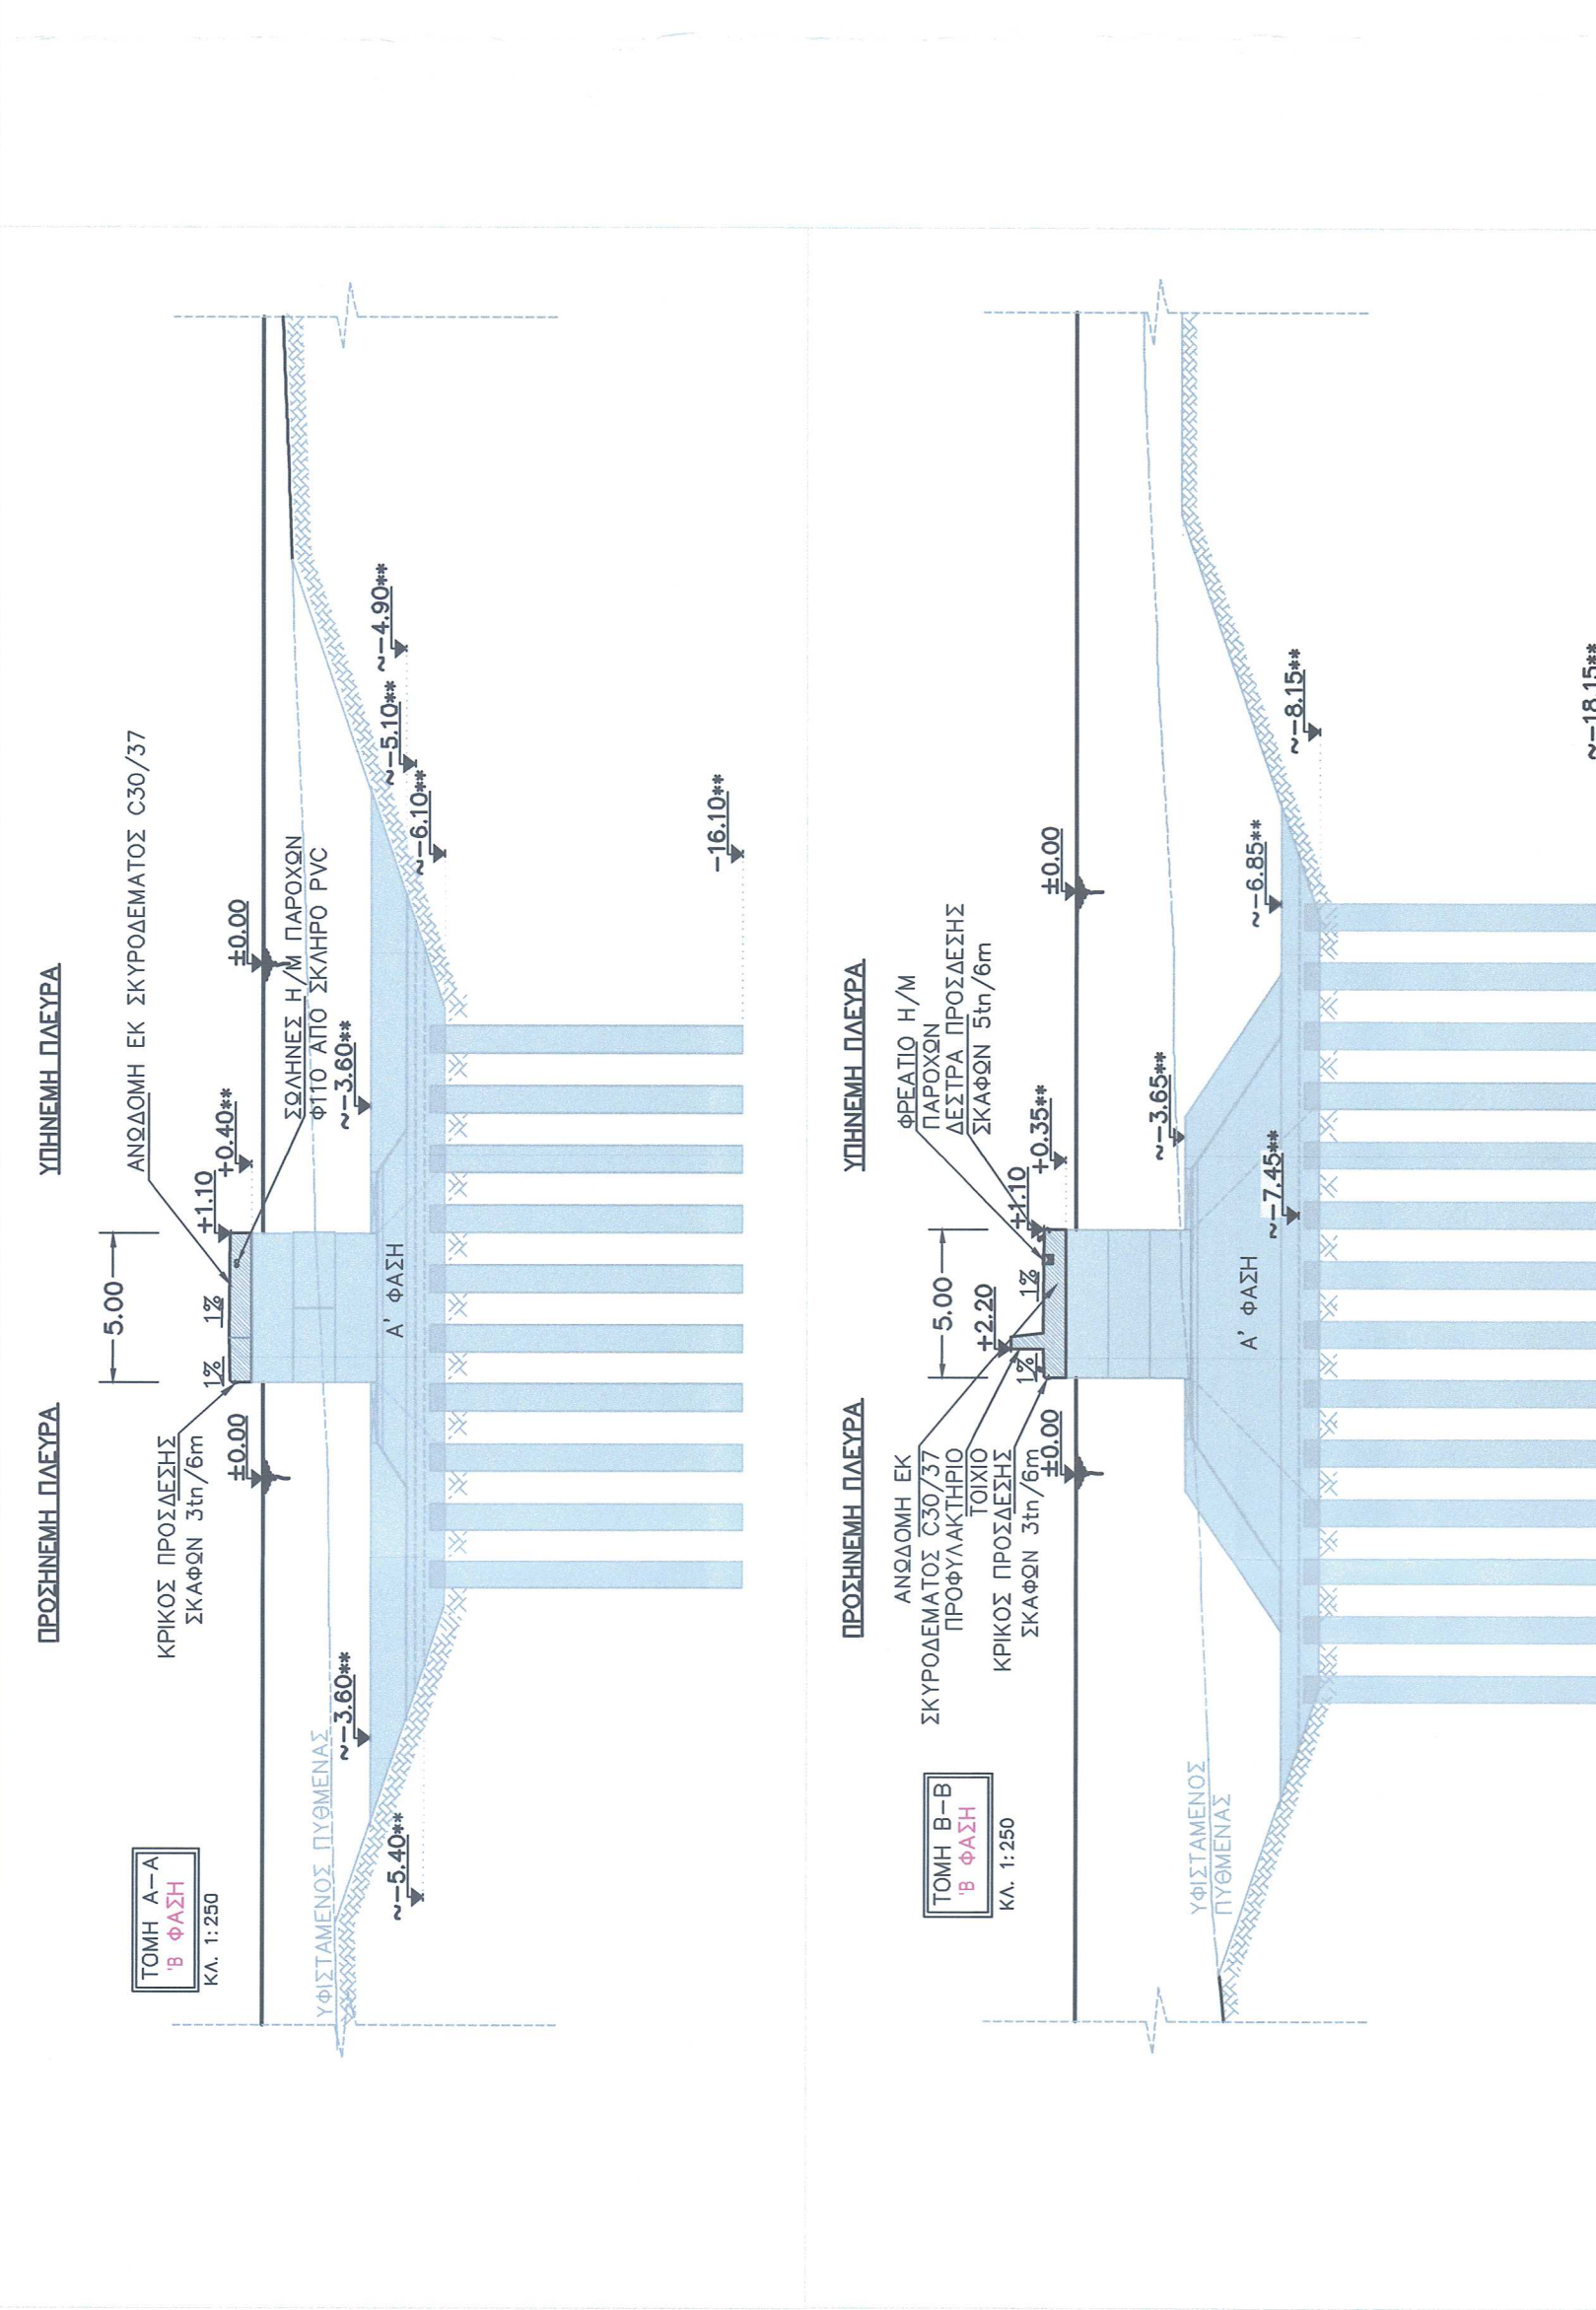 ΠΡΟΣΗΝΕΜΗ ΠΛΕΥΡΑ
ΥΠΗΝΕΜΗ ΠΛΕΥΡΑ
ΤΟΜΗ Α–Α
'Β ΦΑΣΗ
ΚΛ. 1:250
ΚΡΙΚΟΣ ΠΡΟΣΔΕΣΗΣ
ΣΚΑΦΩΝ 3tn/6m
5.00
ΑΝΩΔΟΜΗ ΕΚ ΣΚΥΡΟΔΕΜΑΤΟΣ C30/37
1%
1%
+1.10
+0.40**
±0.00
±0.00
ΣΩΛΗΝΕΣ Η/Μ ΠΑΡΟΧΩΝ
Φ110 ΑΠΟ ΣΚΛΗΡΟ PVC
ΥΦΙΣΤΑΜΕΝΟΣ ΠΥΘΜΕΝΑΣ
~–3.60**
~–3.60**
~–5.40**
Α' ΦΑΣΗ
~–4.90**
~–5.10**
~–6.10**
–16.10**
ΠΡΟΣΗΝΕΜΗ ΠΛΕΥΡΑ
ΥΠΗΝΕΜΗ ΠΛΕΥΡΑ
ΤΟΜΗ Β–Β
'Β ΦΑΣΗ
ΚΛ. 1:250
ΑΝΩΔΟΜΗ ΕΚ
ΣΚΥΡΟΔΕΜΑΤΟΣ C30/37
ΠΡΟΦΥΛΑΚΤΗΡΙΟ
ΤΟΙΧΙΟ
ΚΡΙΚΟΣ ΠΡΟΣΔΕΣΗΣ
ΣΚΑΦΩΝ 3tn/6m
5.00
ΦΡΕΑΤΙΟ Η/Μ
ΠΑΡΟΧΩΝ
ΔΕΣΤΡΑ ΠΡΟΣΔΕΣΗΣ
ΣΚΑΦΩΝ 5tn/6m
+2.20
1%
1%
+1.10
+0.35**
±0.00
±0.00
~–3.65**
ΥΦΙΣΤΑΜΕΝΟΣ
ΠΥΘΜΕΝΑΣ
Α' ΦΑΣΗ
~–7.45**
~–6.85**
~–8.15**
~–18.15**